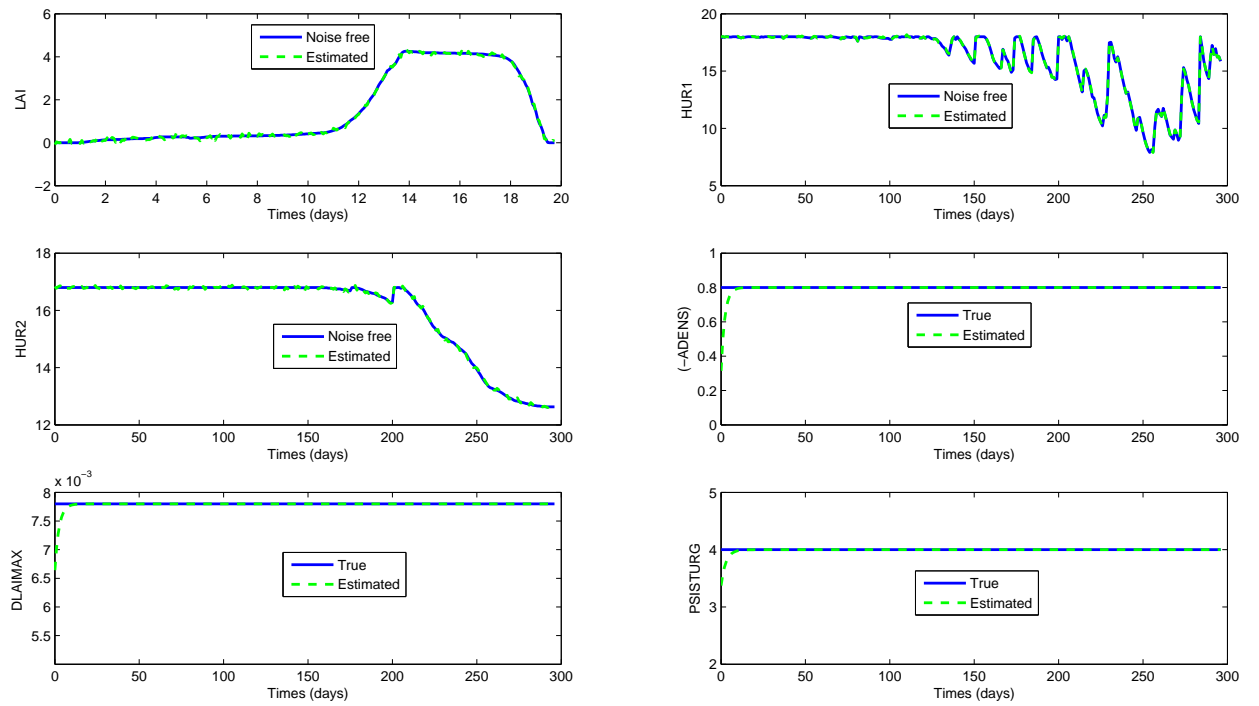 6
4
2
0
−2
LAI
Noise free
Estimated
0 2 4 6 8 10 12 14 16 18 20
Times (days)
20
15
10
5
HUR1
Noise free
Estimated
0 50 100 150 200 250 300
Times (days)
18
16
14
12
HUR2
Noise free
Estimated
0 50 100 150 200 250 300
Times (days)
1
0.8
0.6
0.4
0.2
0
(-ADENS)
True
Estimated
0 50 100 150 200 250 300
Times (days)
x 10⁻³
8
7.5
7
6.5
6
5.5
DLAIMAX
True
Estimated
0 50 100 150 200 250 300
Times (days)
5
4
3
2
PSISTURG
True
Estimated
0 50 100 150 200 250 300
Times (days)